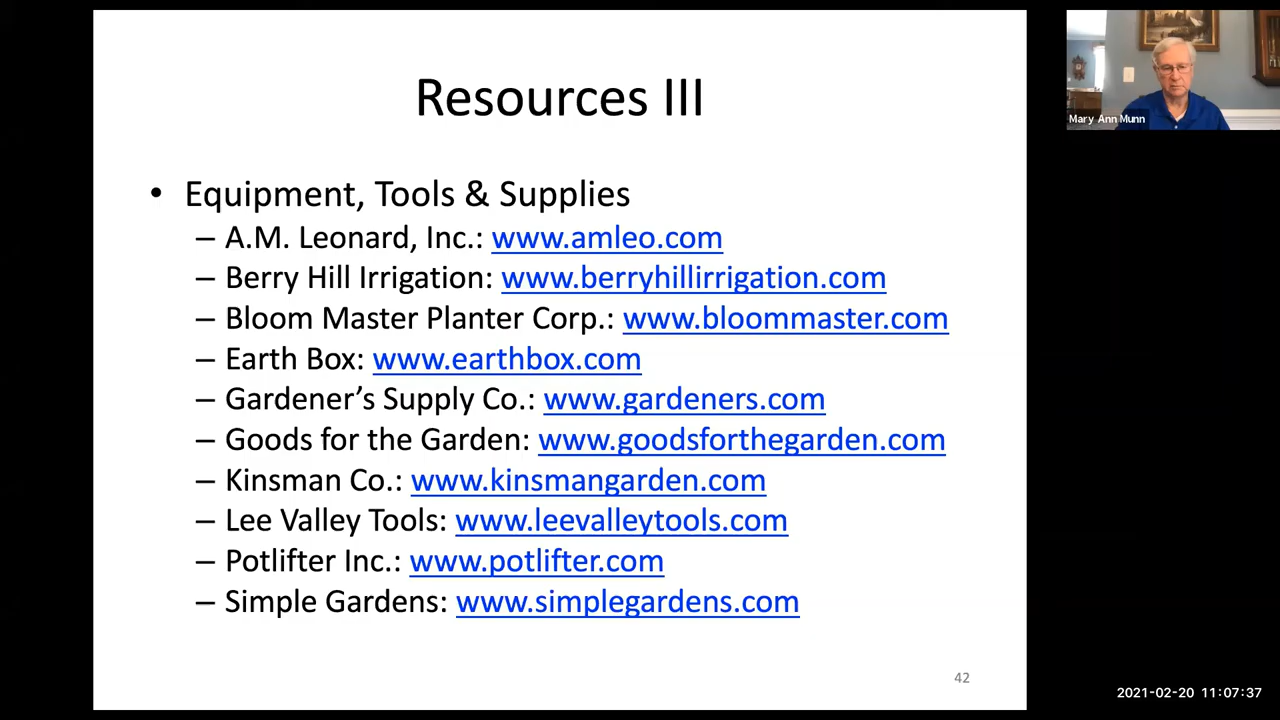 Resources III
• Equipment, Tools & Supplies
– A.M. Leonard, Inc.: www.amleo.com
– Berry Hill Irrigation: www.berryhillirrigation.com
– Bloom Master Planter Corp.: www.bloommaster.com
– Earth Box: www.earthbox.com
– Gardener’s Supply Co.: www.gardeners.com
– Goods for the Garden: www.goodsforthegarden.com
– Kinsman Co.: www.kinsmangarden.com
– Lee Valley Tools: www.leevalleytools.com
– Potlifter Inc.: www.potlifter.com
– Simple Gardens: www.simplegardens.com
42
Mary Ann Munn
2021-02-20 11:07:37